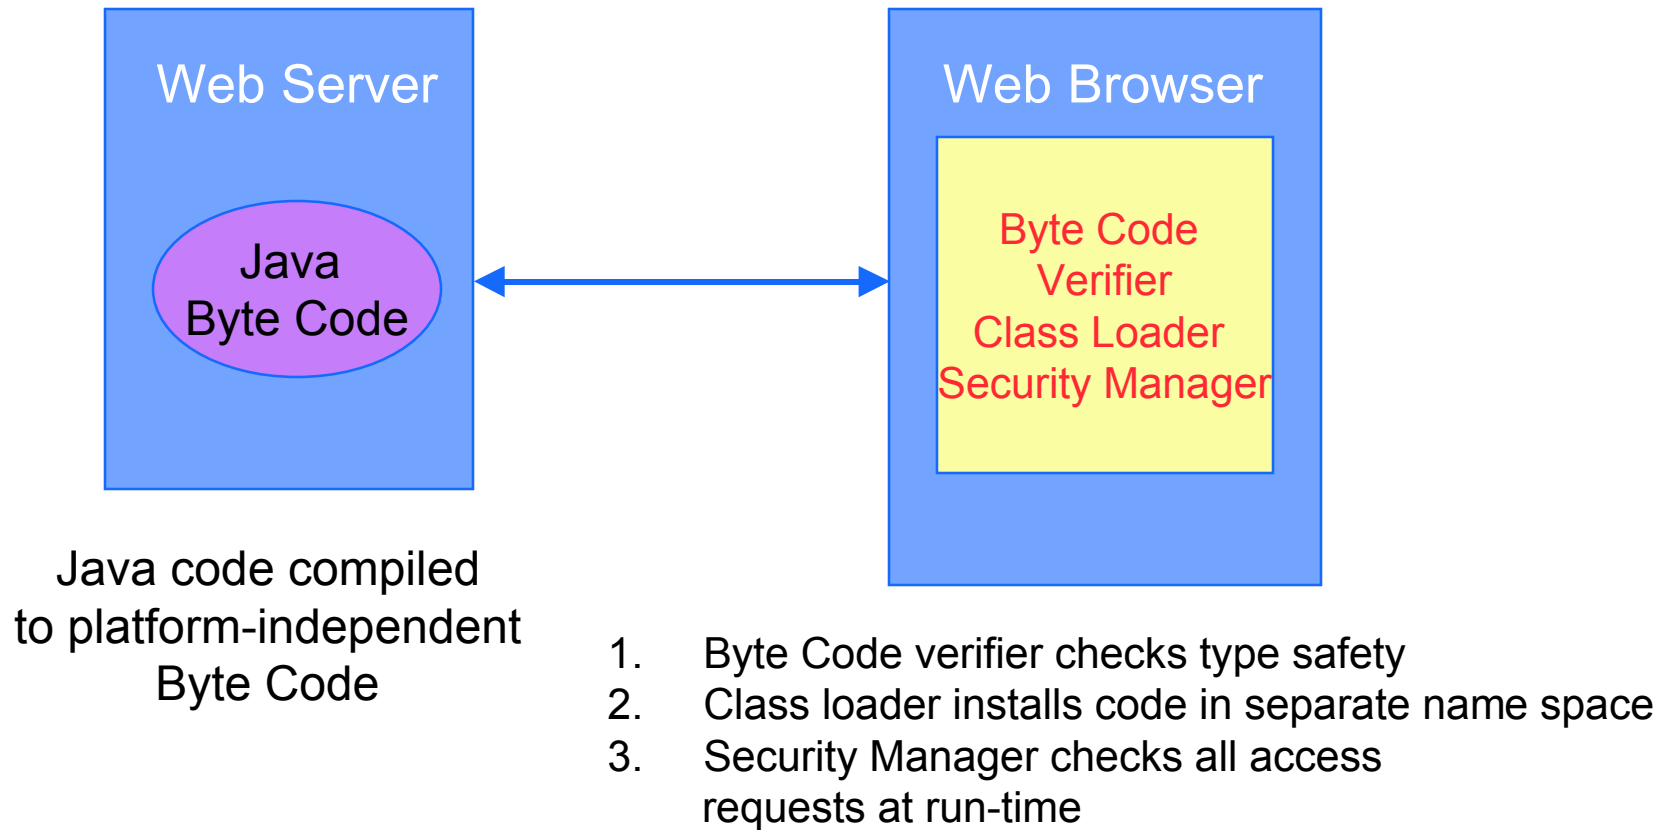 Web Server
Java
Byte Code
Java code compiled
to platform-independent
Byte Code
Web Browser
Byte Code
Verifier
Class Loader
Security Manager
1. Byte Code verifier checks type safety
2. Class loader installs code in separate name space
3. Security Manager checks all access
requests at run-time